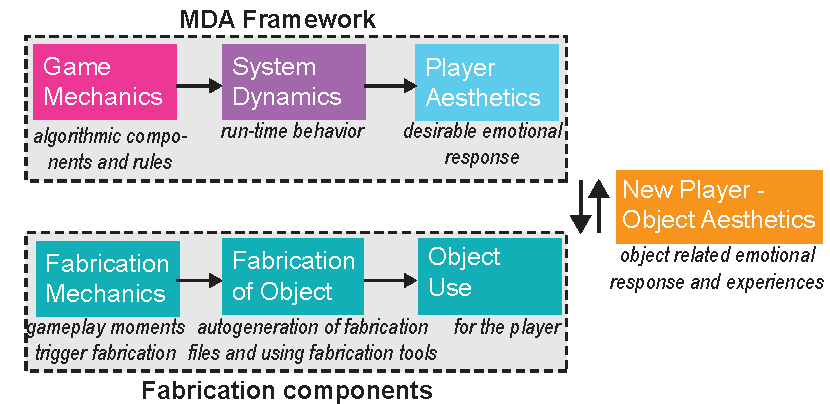 MDA Framework
Game
Mechanics
System
Dynamics
Player
Aesthetics
algorithmic compo-
nents and rules
run-time behavior
desirable emotional
response
New Player -
Object Aesthetics
object related emotional
response and experiences
Fabrication
Mechanics
Fabrication
of Object
Object
Use
gameplay moments
trigger fabrication
autogeneration of fabrication
files and using fabrication tools
for the player
Fabrication components